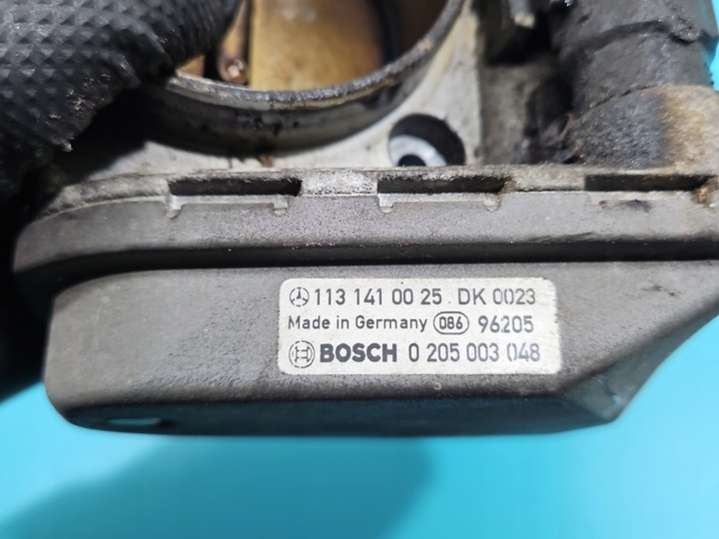 113 141 00 25 DK 0023
Made in Germany 086 96205
BOSCH 0 205 003 048